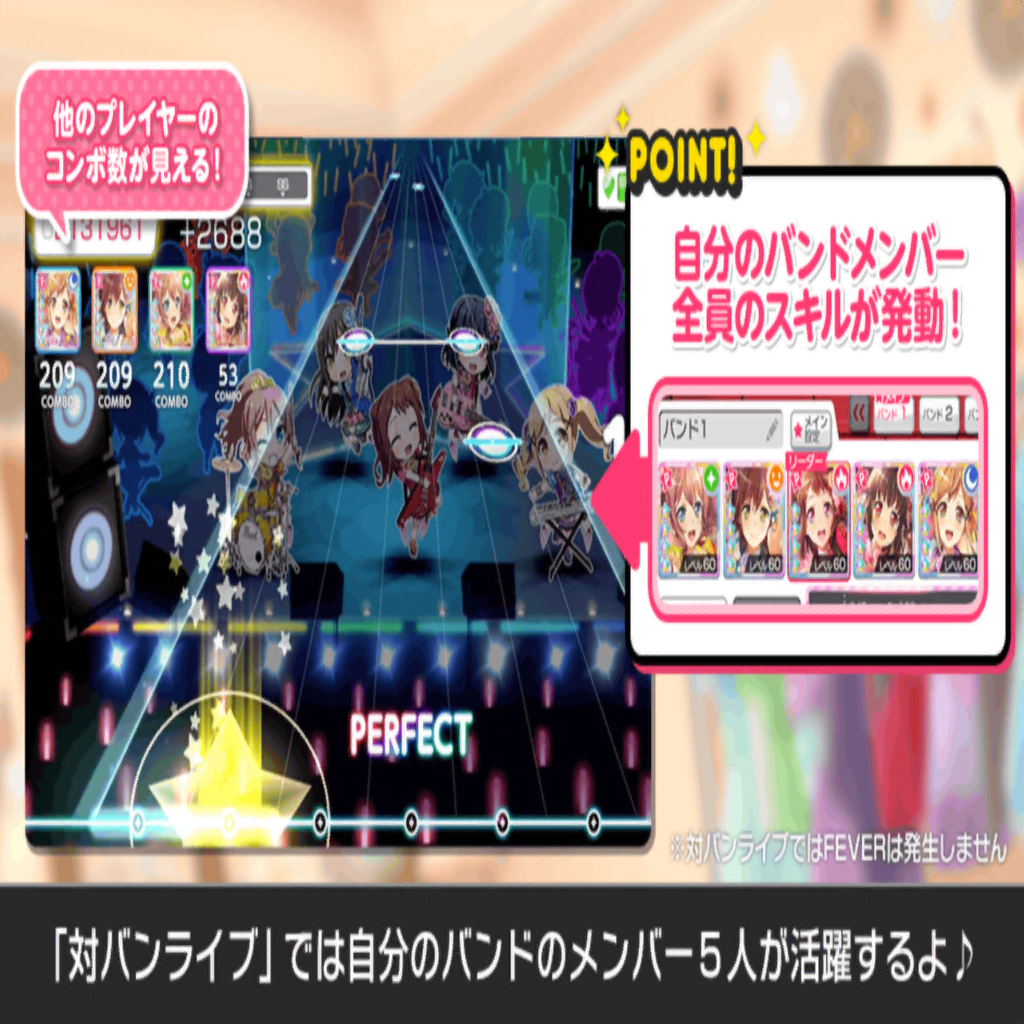 他のプレイヤーの
コンボ数が見える!
SS
131961
+2688
209
COMBO
209
COMBO
210
COMBO
53
COMBO
PERFECT
POINT!
自分のバンドメンバー
全員のスキルが発動!
バンド1
メイン
設定
バンド1
バンド2
リーダー
レベル60
レベル60
レベル60
レベル60
レベル60
※対バンライブではFEVERは発生しません
「対バンライブ」では自分のバンドのメンバー5人が活躍するよ♪